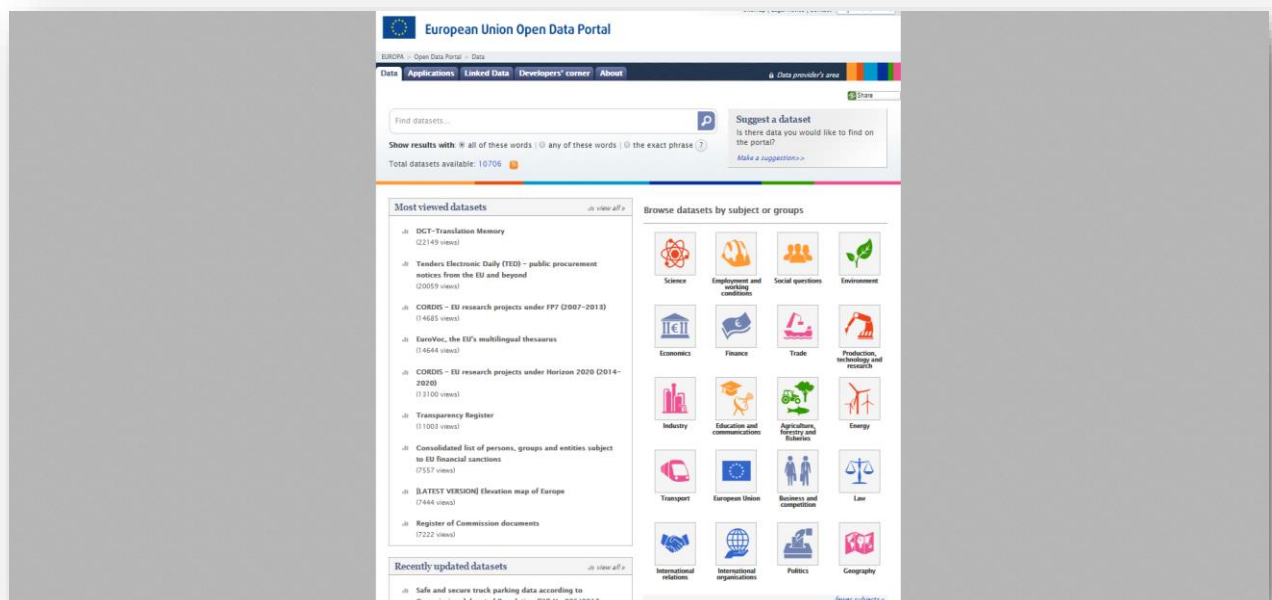 European Union Open Data Portal
EUROPA > Open Data Portal > Data
Data Applications Linked Data Developers' corner About
Data provider's area
Share
Find datasets...
Show results with: all of these words | any of these words | the exact phrase ?
Total datasets available: 10706
Suggest a dataset
Is there data you would like to find on
the portal?
Make a suggestion>>
Most viewed datasets
view all »
DGT-Translation Memory
(22149 views)
Tenders Electronic Daily (TED) – public procurement
notices from the EU and beyond
(20059 views)
CORDIS – EU research projects under FP7 (2007-2013)
(14685 views)
EuroVoc, the EU's multilingual thesaurus
(14644 views)
CORDIS – EU research projects under Horizon 2020 (2014-
2020)
(13100 views)
Transparency Register
(11003 views)
Consolidated list of persons, groups and entities subject
to EU financial sanctions
(7557 views)
[LATEST VERSION] Elevation map of Europe
(7444 views)
Register of Commission documents
(7222 views)
Recently updated datasets
view all »
Safe and secure truck parking data according to
Browse datasets by subject or groups
Science
Employment and
working
conditions
Social questions
Environment
Economics
Finance
Trade
Production,
technology and
research
Industry
Education and
communications
Agriculture,
forestry and
fisheries
Energy
Transport
European Union
Business and
competition
Law
International
relations
International
organisations
Politics
Geography
fewer subjects »